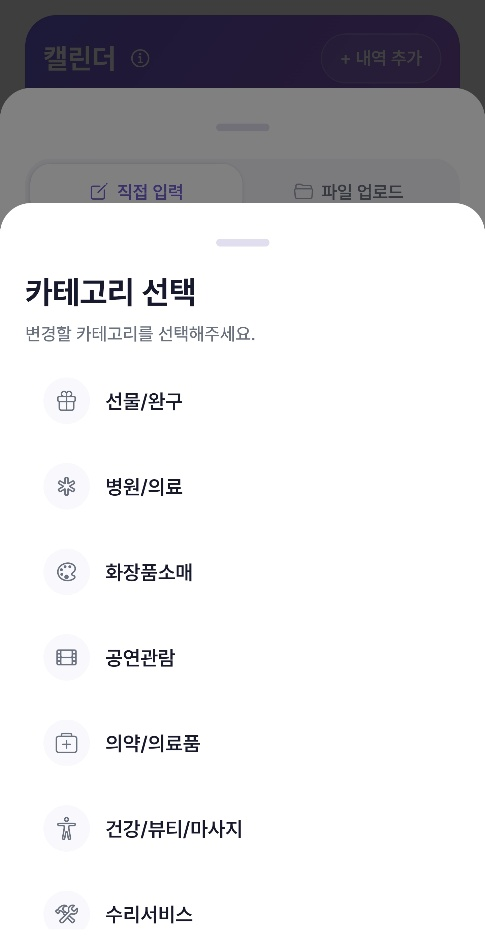 캘린더
+ 내역 추가
직접 입력
파일 업로드
카테고리 선택
변경할 카테고리를 선택해주세요.
선물/완구
병원/의료
화장품소매
공연관람
의약/의료품
건강/뷰티/마사지
수리서비스